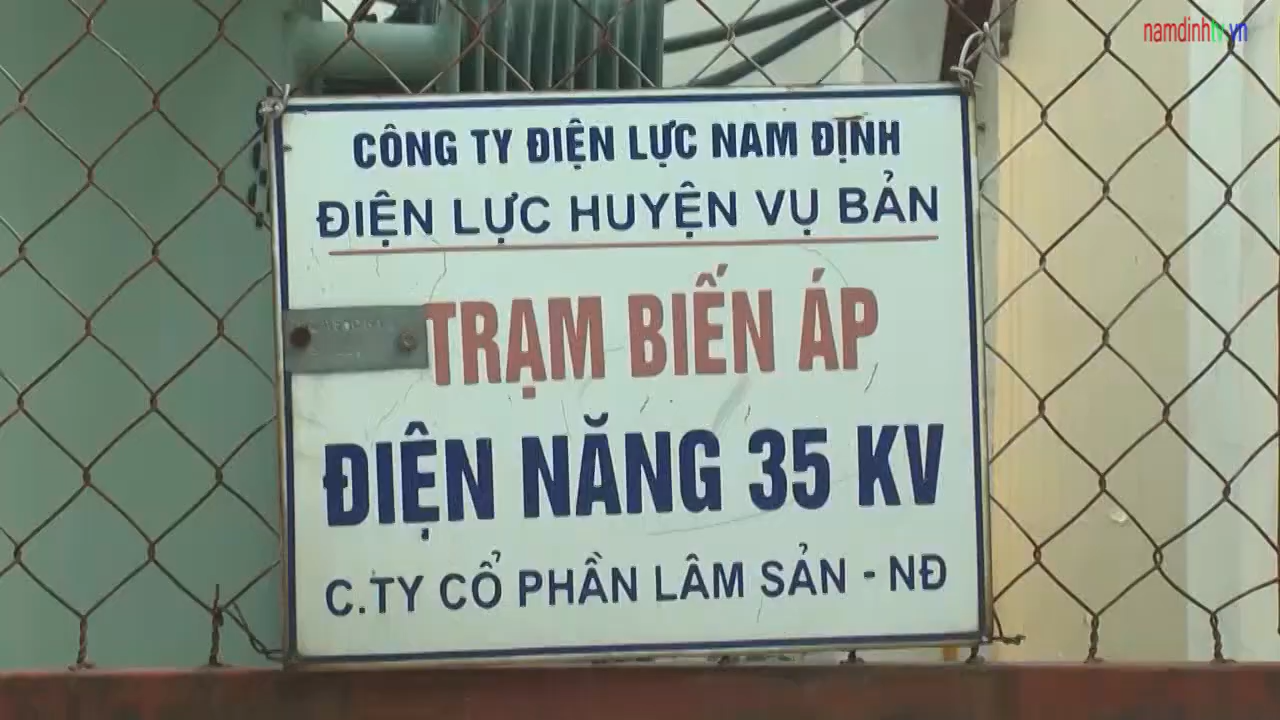 namdinhtv.vn
CÔNG TY ĐIỆN LỰC NAM ĐỊNH
ĐIỆN LỰC HUYỆN VỤ BẢN
TRẠM BIẾN ÁP
ĐIỆN NĂNG 35 KV
C.TY CỔ PHẦN LÂM SẢN - NĐ